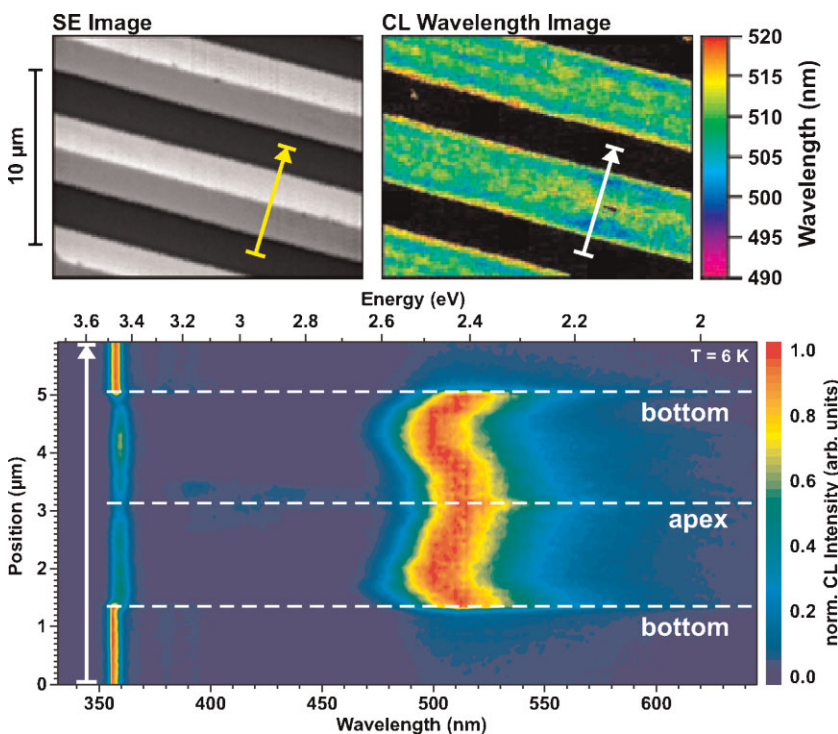 SE Image
CL Wavelength Image
10 µm
520
515
510
505
500
495
490
Wavelength (nm)
Energy (eV)
3.6 3.4 3.2 3 2.8 2.6 2.4 2.2 2
T = 6 K
bottom
apex
bottom
5
4
3
2
1
0
Position (µm)
350 400 450 500 550 600
Wavelength (nm)
1.0
0.8
0.6
0.4
0.2
0.0
norm. CL Intensity (arb. units)